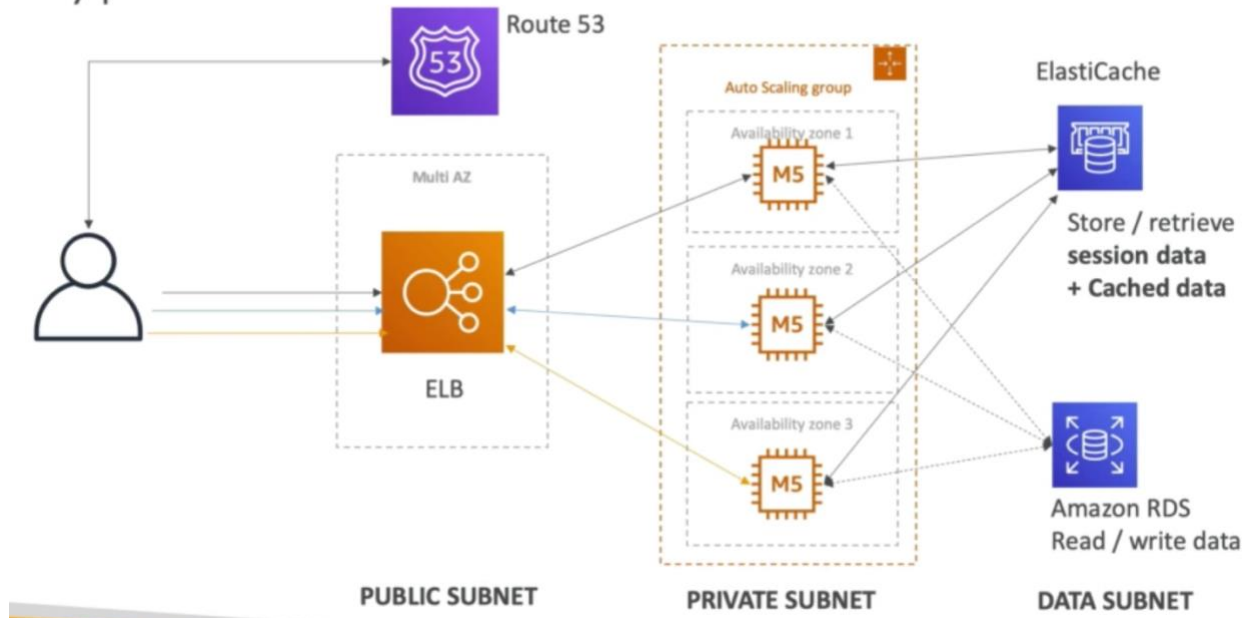 Route 53
53
ElastiCache
Auto Scaling group
Availability zone 1
M5
Multi AZ
Store / retrieve
session data
+ Cached data
Availability zone 2
M5
ELB
Availability zone 3
M5
Amazon RDS
Read / write data
PUBLIC SUBNET
PRIVATE SUBNET
DATA SUBNET